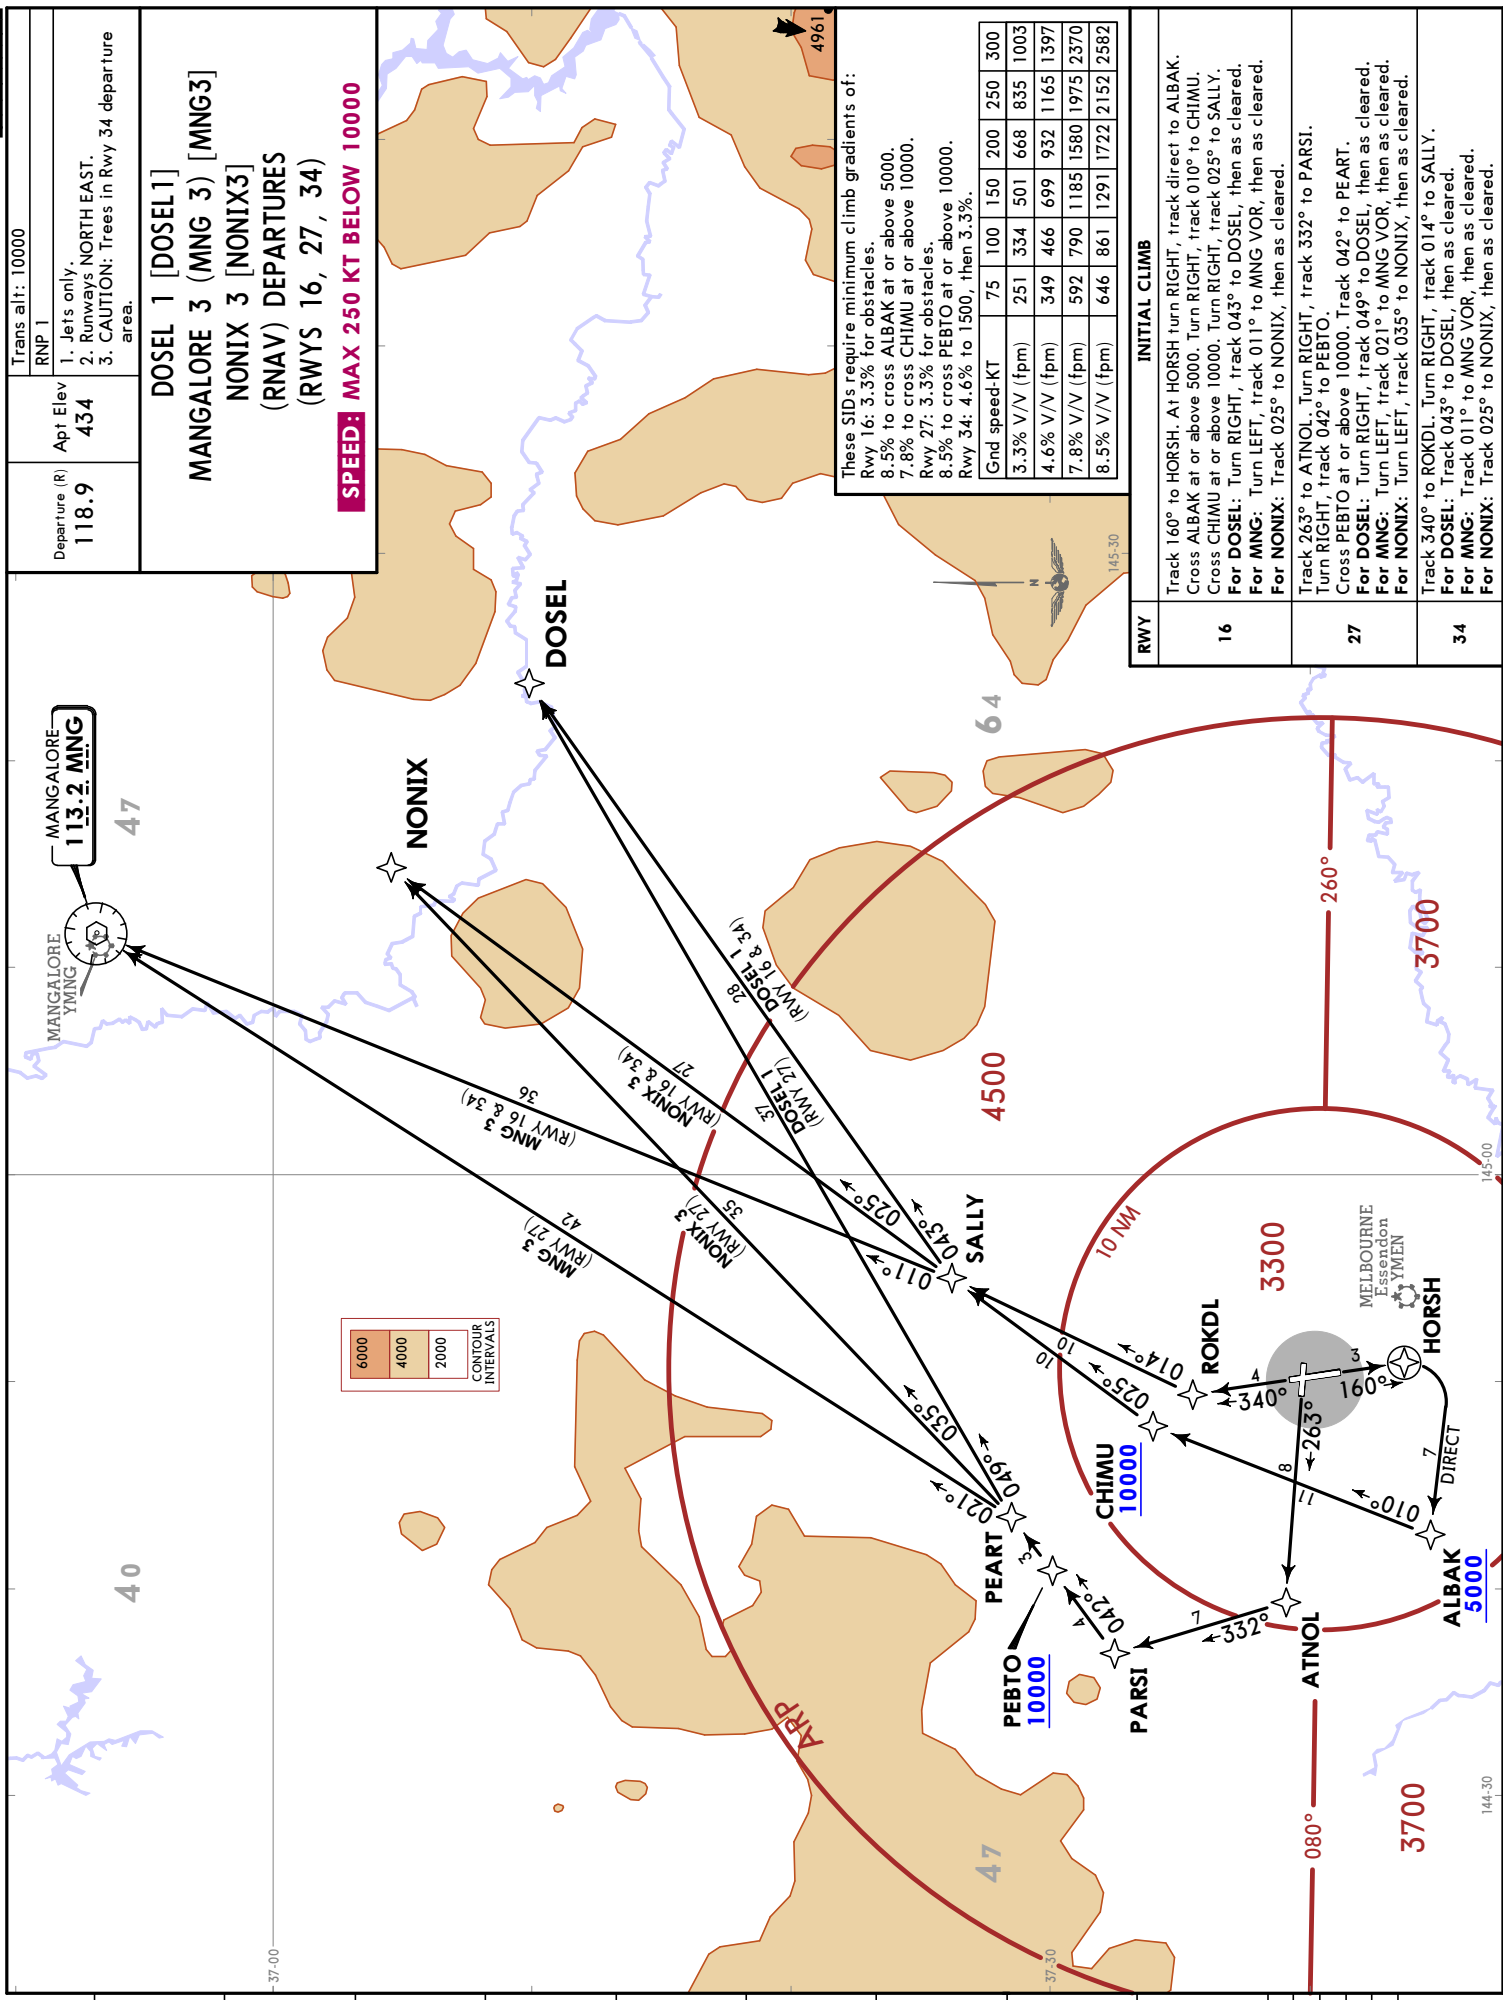 Departure (R)
118.9
Apt Elev
434
Trans alt: 10000
RNP 1
1. Jets only.
2. Runways NORTH EAST.
3. CAUTION: Trees in Rwy 34 departure
area.
DOSEL 1 [DOSEL1]
MANGALORE 3 (MNG 3) [MNG3]
NONIX 3 [NONIX3]
(RNAV) DEPARTURES
(RWYS 16, 27, 34)
SPEED: MAX 250 KT BELOW 10000
MANGALORE
113.2 MNG
MANGALORE
YMNG
47
40
NONIX
DOSEL
37-00
6000
4000
2000
CONTOUR
INTERVALS
42
(RWY 27)
MNG 3
36
(RWY 16 & 34)
MNG 3
27
(RWY 16 & 34)
NONIX 3
35
(RWY 27)
NONIX 3
28
DOSEL 1
(RWY 16 & 34)
37
DOSEL 1
(RWY 27)
4961
These SIDs require minimum climb gradients of:
Rwy 16: 3.3% for obstacles.
8.5% to cross ALBAK at or above 5000.
7.8% to cross CHIMU at or above 10000.
Rwy 27: 3.3% for obstacles.
8.5% to cross PEBTO at or above 10000.
Rwy 34: 4.6% to 1500, then 3.3%.
Gnd speed-KT 75 100 150 200 250 300
3.3% V/V (fpm) 251 334 501 668 835 1003
4.6% V/V (fpm) 349 466 699 932 1165 1397
7.8% V/V (fpm) 592 790 1185 1580 1975 2370
8.5% V/V (fpm) 646 861 1291 1722 2152 2582
N
64
145-30
ARP
47
4500
021°
035°
049°
PEART
3
PEBTO
10000
4
042°
PARSI
011°
025°
043°
SALLY
10
10
014°
025°
CHIMU
10000
ROKDL
10 NM
3300
MELBOURNE
Essendon
YMEN
4
340°
3
160°
HORSH
263°
8
11
7
332°
ATNOL
010°
7
DIRECT
ALBAK
5000
260°
3700
080°
3700
37-30
144-30
145-00
RWY INITIAL CLIMB
16
Track 160° to HORSH. At HORSH turn RIGHT, track direct to ALBAK.
Cross ALBAK at or above 5000. Turn RIGHT, track 010° to CHIMU.
Cross CHIMU at or above 10000. Turn RIGHT, track 025° to SALLY.
For DOSEL: Turn RIGHT, track 043° to DOSEL, then as cleared.
For MNG: Turn LEFT, track 011° to MNG VOR, then as cleared.
For NONIX: Track 025° to NONIX, then as cleared.
27
Track 263° to ATNOL. Turn RIGHT, track 332° to PARSI.
Turn RIGHT, track 042° to PEBTO.
Cross PEBTO at or above 10000. Track 042° to PEART.
For DOSEL: Turn RIGHT, track 049° to DOSEL, then as cleared.
For MNG: Turn LEFT, track 021° to MNG VOR, then as cleared.
For NONIX: Turn LEFT, track 035° to NONIX, then as cleared.
34
Track 340° to ROKDL. Turn RIGHT, track 014° to SALLY.
For DOSEL: Track 043° to DOSEL, then as cleared.
For MNG: Track 011° to MNG VOR, then as cleared.
For NONIX: Track 025° to NONIX, then as cleared.